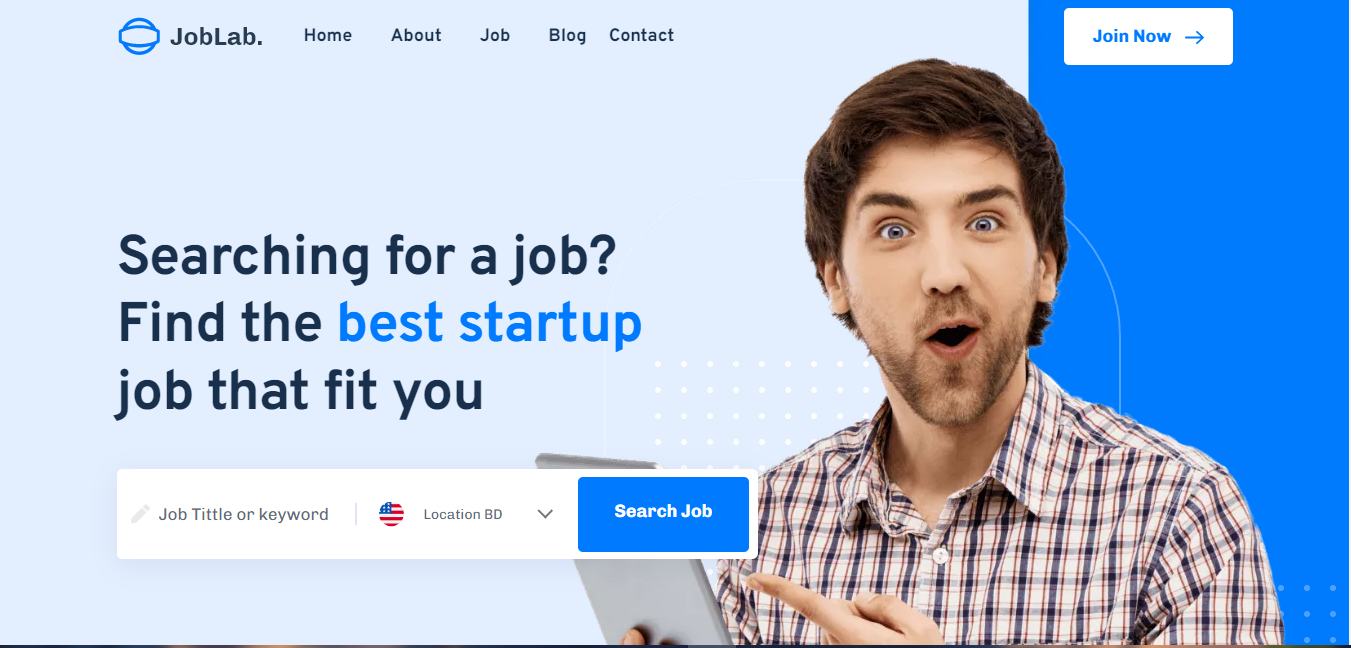 JobLab.
Home About Job Blog Contact
Join Now
Searching for a job?
Find the best startup
job that fit you
Job Tittle or keyword
Location BD
Search Job